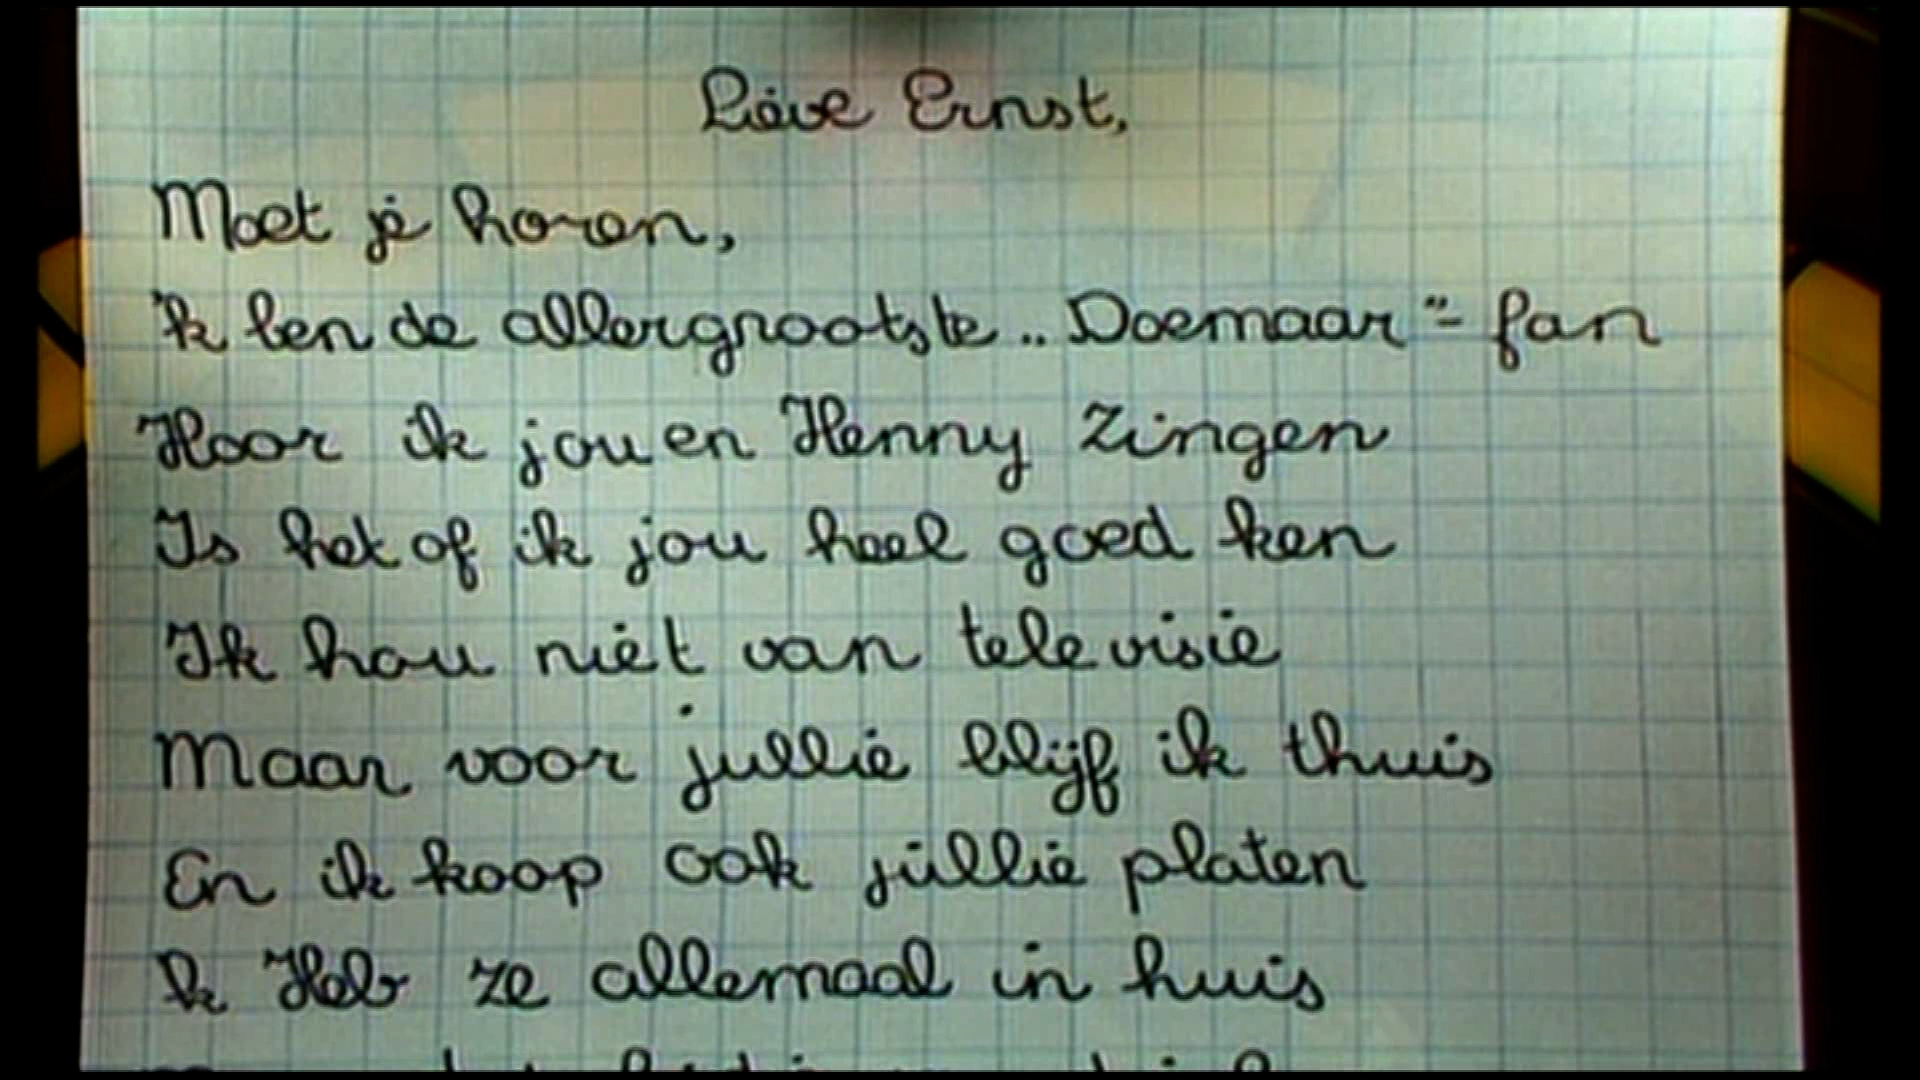 Lieve Ernst,
Moet je horen,
Ik ben de allergrootste „Doemaar"- fan
Hoor ik jou en Henny zingen
Is het of ik jou heel goed ken
Ik hou niet van televisie
Maar voor jullie blijf ik thuis
En ik koop ook jullie platen
Ik Heb ze allemaal in huis